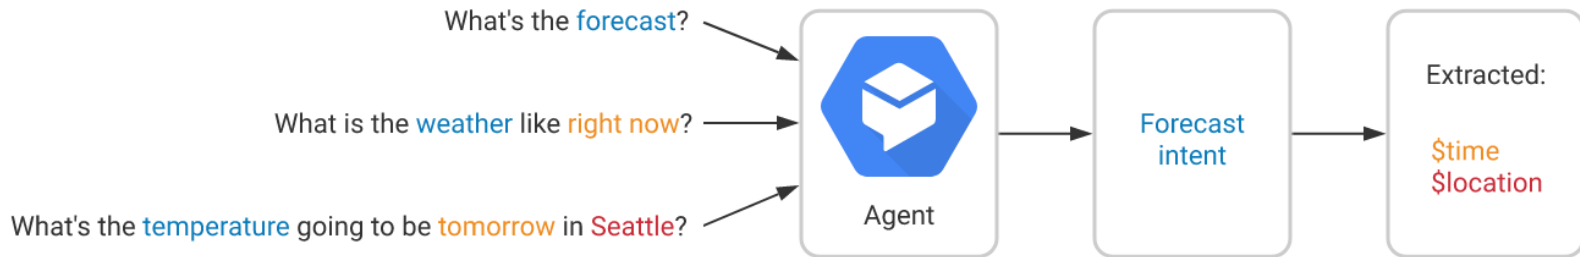 What's the forecast?
What is the weather like right now?
What's the temperature going to be tomorrow in Seattle?
Agent
Forecast
intent
Extracted:
$time
$location